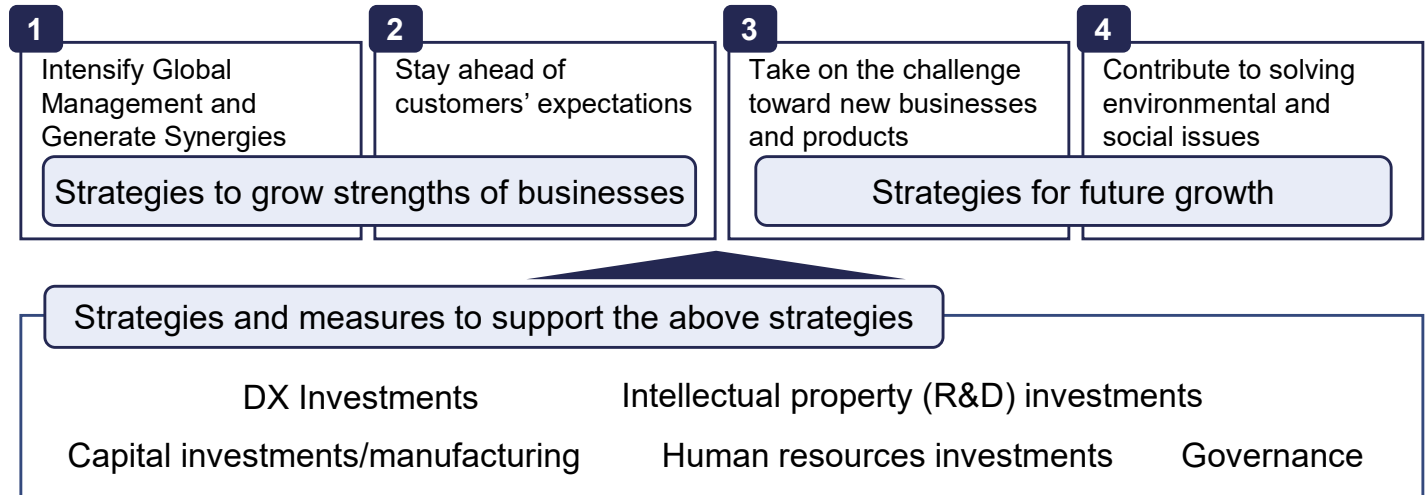 1
Intensify Global
Management and
Generate Synergies
2
Stay ahead of
customers’ expectations
3
Take on the challenge
toward new businesses
and products
4
Contribute to solving
environmental and
social issues
Strategies to grow strengths of businesses
Strategies for future growth
Strategies and measures to support the above strategies
DX Investments
Intellectual property (R&D) investments
Capital investments/manufacturing
Human resources investments
Governance